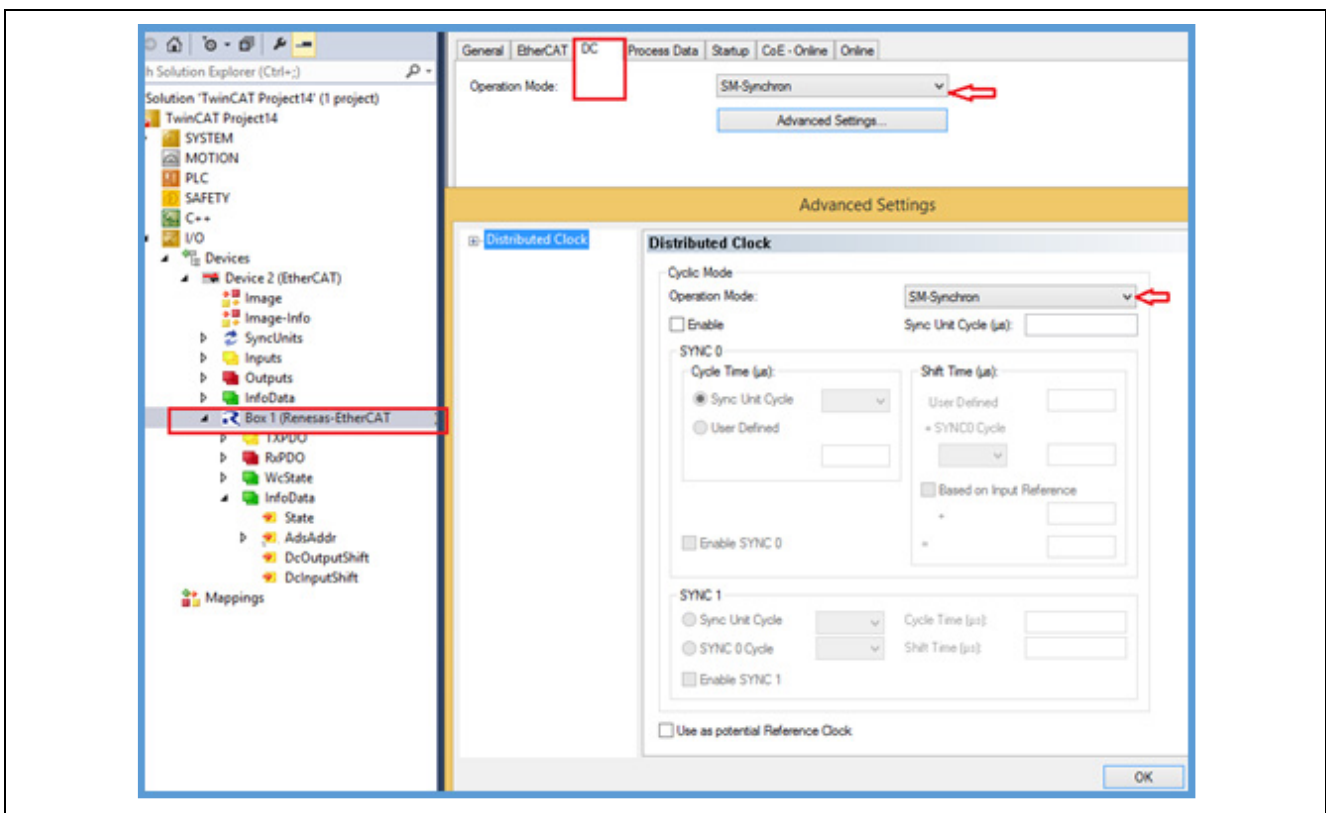 h Solution Explorer (Ctrl+;)
Solution 'TwinCAT Project14' (1 project)
TwinCAT Project14
SYSTEM
MOTION
PLC
SAFETY
C++
I/O
Devices
Device 2 (EtherCAT)
Image
Image-Info
SyncUnits
Inputs
Outputs
InfoData
Box 1 (Renesas-EtherCAT
TXPDO
RxPDO
WcState
InfoData
State
AdsAddr
DcOutputShift
DcInputShift
Mappings
General EtherCAT DC Process Data Startup CoE - Online Online
Operation Mode: SM-Synchron
Advanced Settings...
Advanced Settings
Distributed Clock
Distributed Clock
Cyclic Mode
Operation Mode: SM-Synchron
Enable Sync Unit Cycle (µs):
SYNC 0
Cycle Time (µs): Shift Time (µs):
Sync Unit Cycle User Defined
User Defined + SYNC0 Cycle
Based on Input Reference
+
Enable SYNC 0 =
SYNC 1
Sync Unit Cycle Cycle Time (µs):
SYNC 0 Cycle Shift Time (µs):
Enable SYNC 1
Use as potential Reference Clock
OK